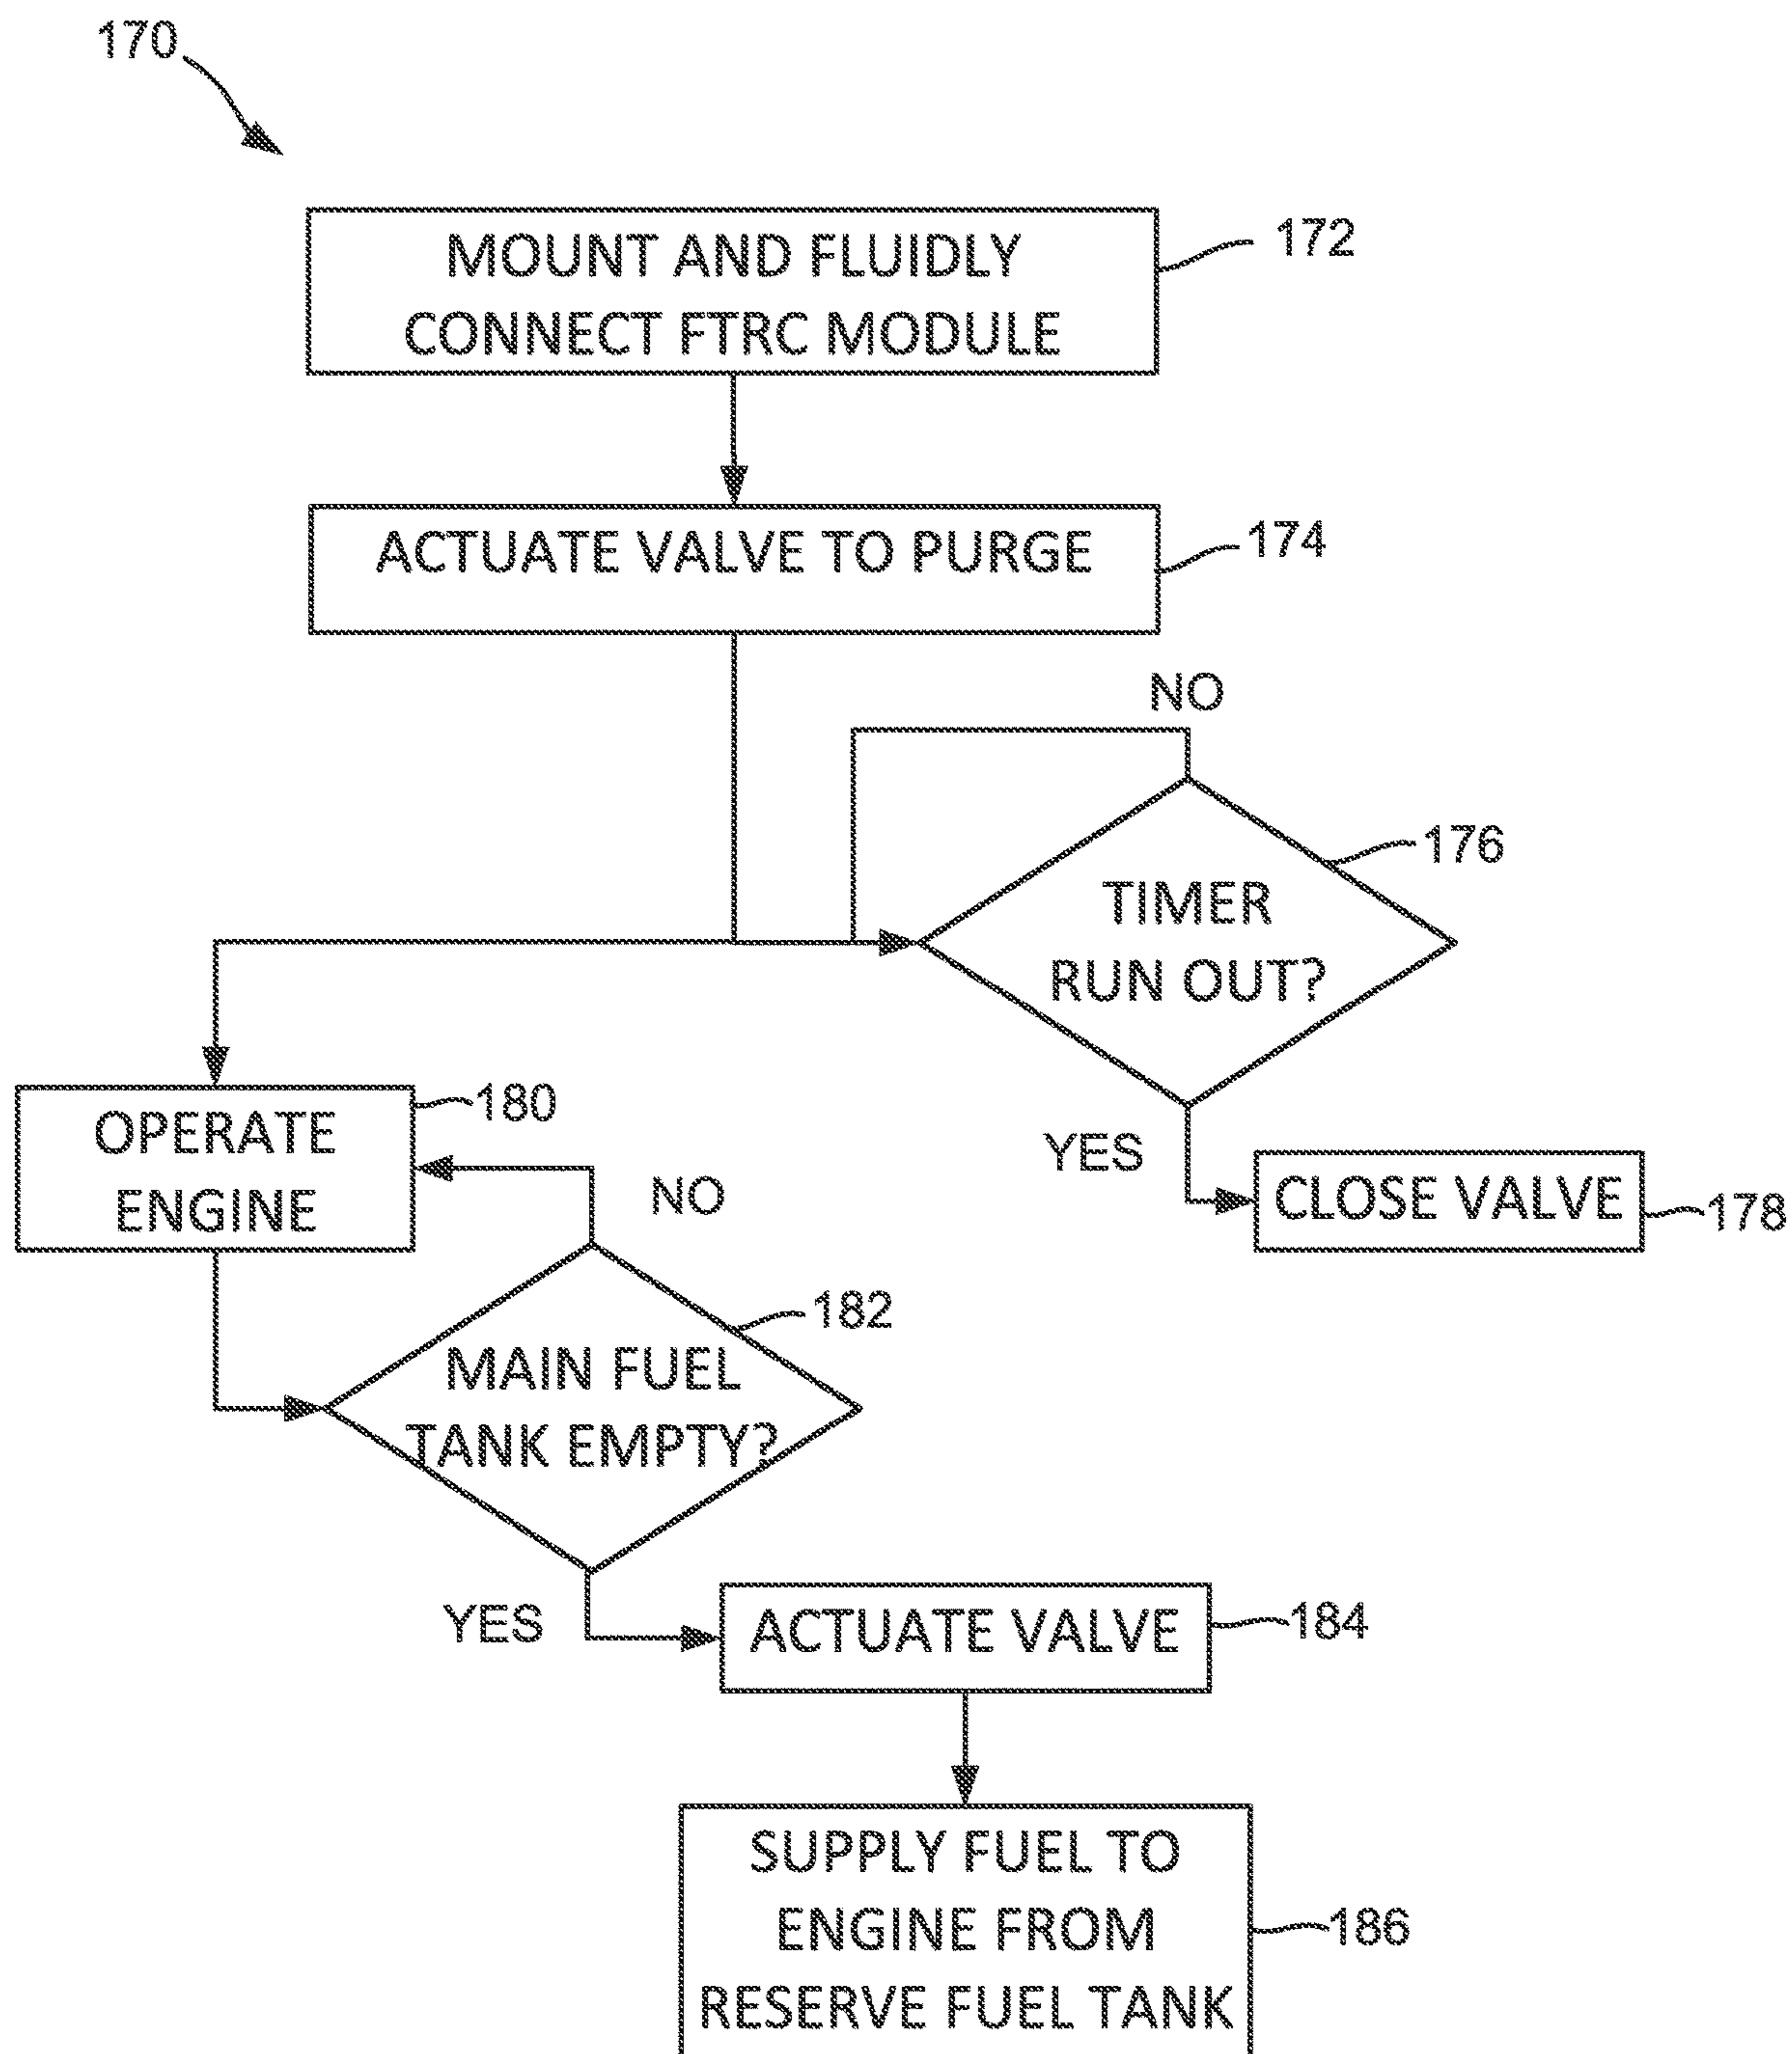 170
MOUNT AND FLUIDLY
CONNECT FTRC MODULE
172
ACTUATE VALVE TO PURGE
174
NO
TIMER
RUN OUT?
176
YES
CLOSE VALVE
178
OPERATE
ENGINE
180
NO
MAIN FUEL
TANK EMPTY?
182
YES
ACTUATE VALVE
184
SUPPLY FUEL TO
ENGINE FROM
RESERVE FUEL TANK
186